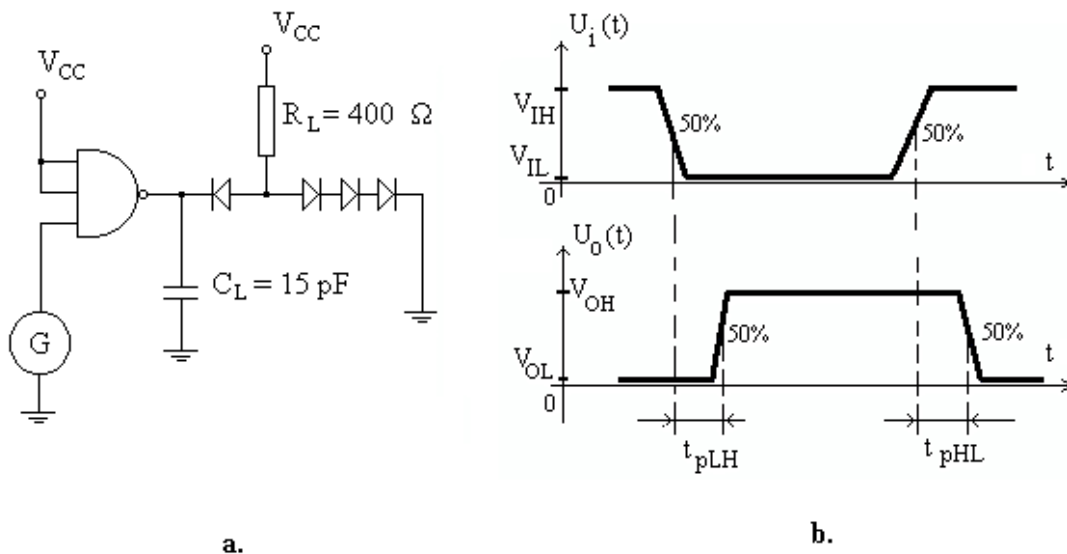 V_CC
V_CC
R_L = 400 Ω
C_L = 15 pF
G
a.
U_i(t)
V_IH
V_IL
0
50%
50%
t
U_o(t)
V_OH
V_OL
0
50%
50%
t
t_pLH
t_pHL
b.